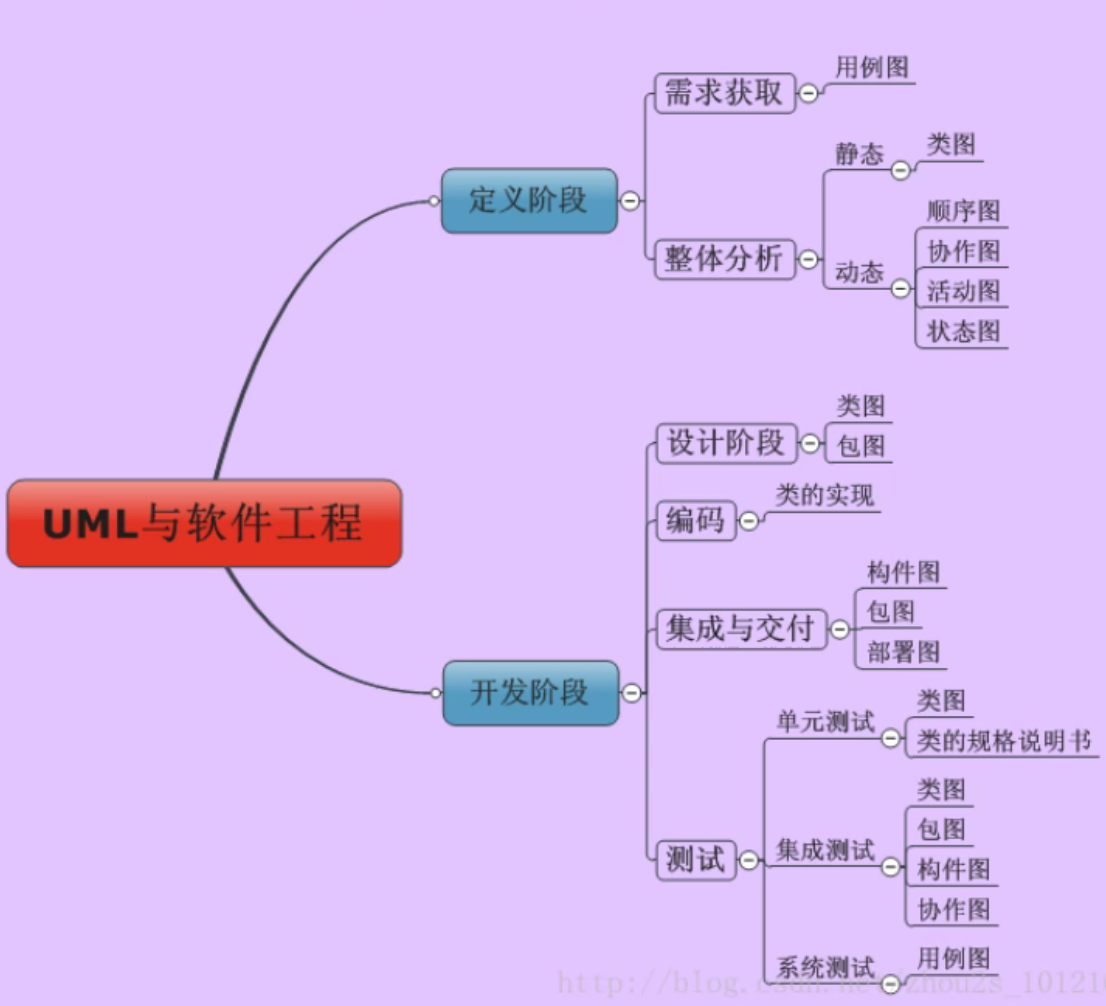 UML与软件工程
定义阶段
需求获取
用例图
整体分析
静态
类图
动态
顺序图
协作图
活动图
状态图
开发阶段
设计阶段
类图
包图
编码
类的实现
集成与交付
构件图
包图
部署图
测试
单元测试
类图
类的规格说明书
集成测试
类图
包图
构件图
协作图
系统测试
用例图